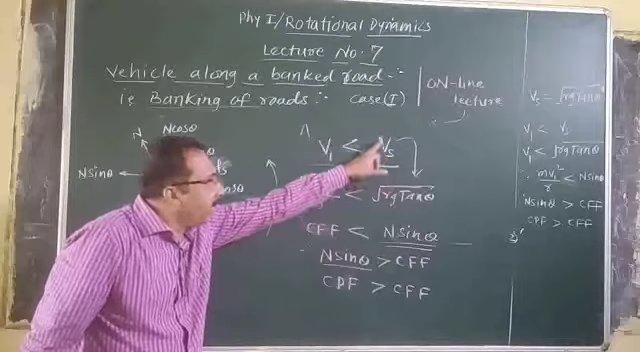 Phy I/Rotational Dynamics
Lecture No. 7
Vehicle along a banked road :-
ie Banking of roads :- case(I)
ON-line
lecture
N Ncosθ
Nsinθ
V₁ < Vₛ
< √rgTanθ
CFF < Nsinθ
Nsinθ > CFF
CPF > CFF
Vₛ = √rgTanθ
V₁ < Vₛ
V₁ < √rgTanθ
∴ mv₁²/r < Nsinθ
Nsinθ > CFF
CPF > CFF